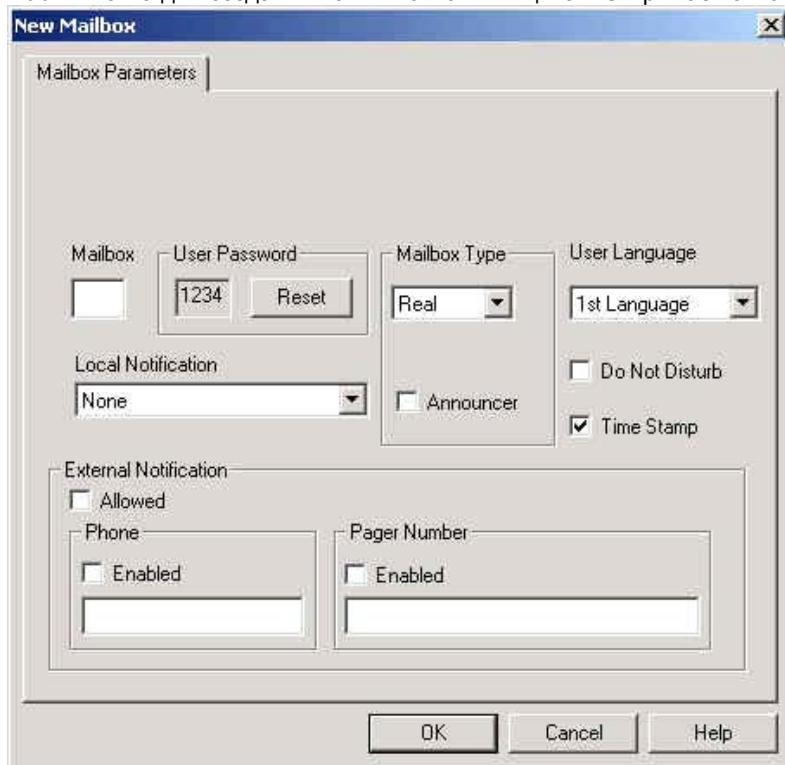 New Mailbox
Mailbox Parameters
Mailbox
User Password
Mailbox Type
User Language
1234
Reset
Real
1st Language
Local Notification
None
Announcer
Do Not Disturb
Time Stamp
External Notification
Allowed
Phone
Pager Number
Enabled
Enabled
OK
Cancel
Help